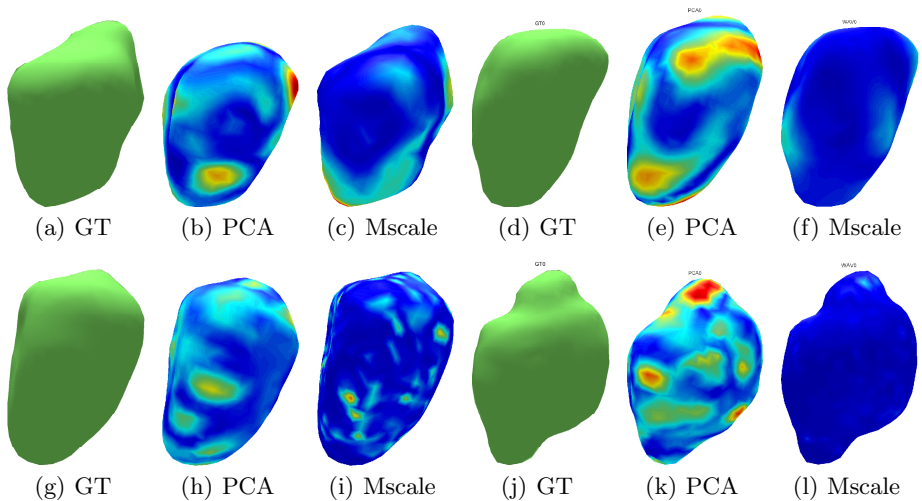 GT0
PCA0
WAV0
(a) GT (b) PCA (c) Mscale (d) GT (e) PCA (f) Mscale
GT0
PCA0
WAV0
(g) GT (h) PCA (i) Mscale (j) GT (k) PCA (l) Mscale